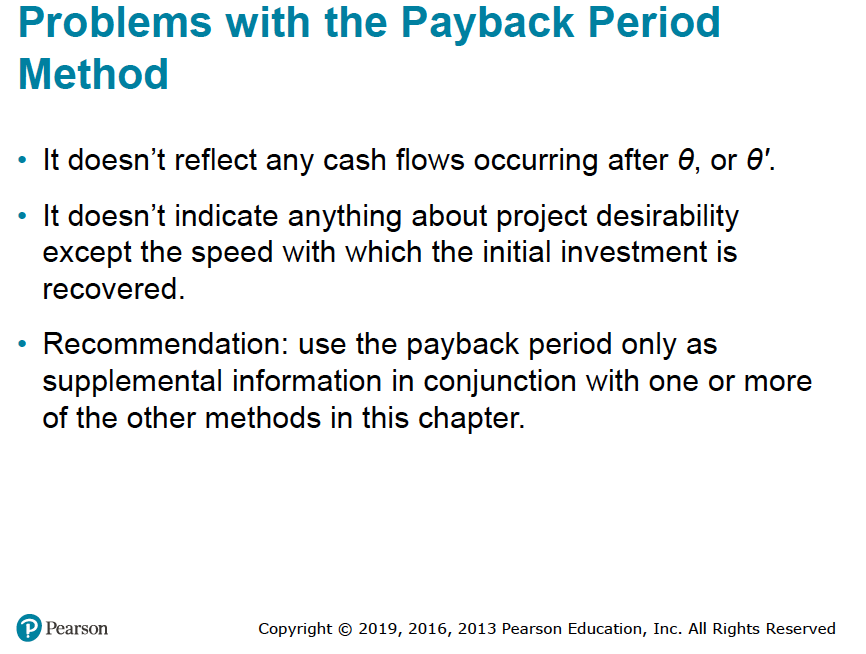 Problems with the Payback Period
Method
• It doesn’t reflect any cash flows occurring after θ, or θ′.
• It doesn’t indicate anything about project desirability
except the speed with which the initial investment is
recovered.
• Recommendation: use the payback period only as
supplemental information in conjunction with one or more
of the other methods in this chapter.
Pearson
Copyright © 2019, 2016, 2013 Pearson Education, Inc. All Rights Reserved